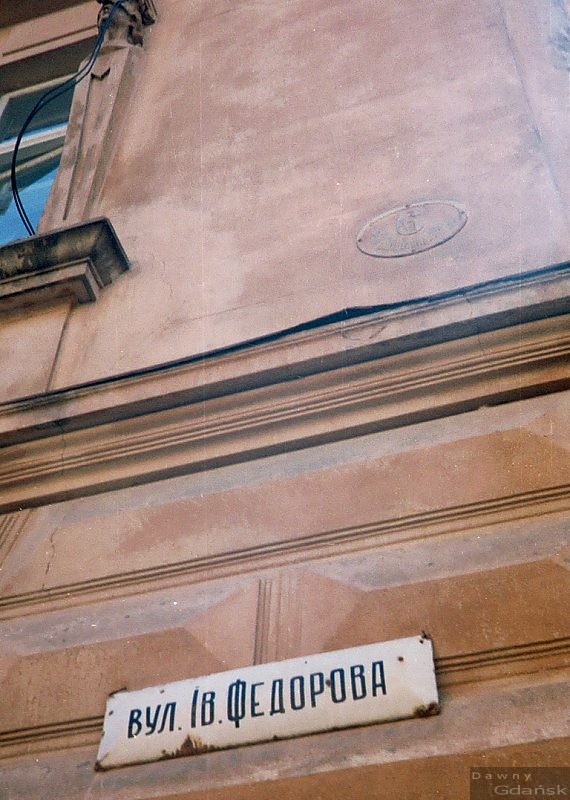 вул. Ів. Федорова
Dawny
Gdańsk